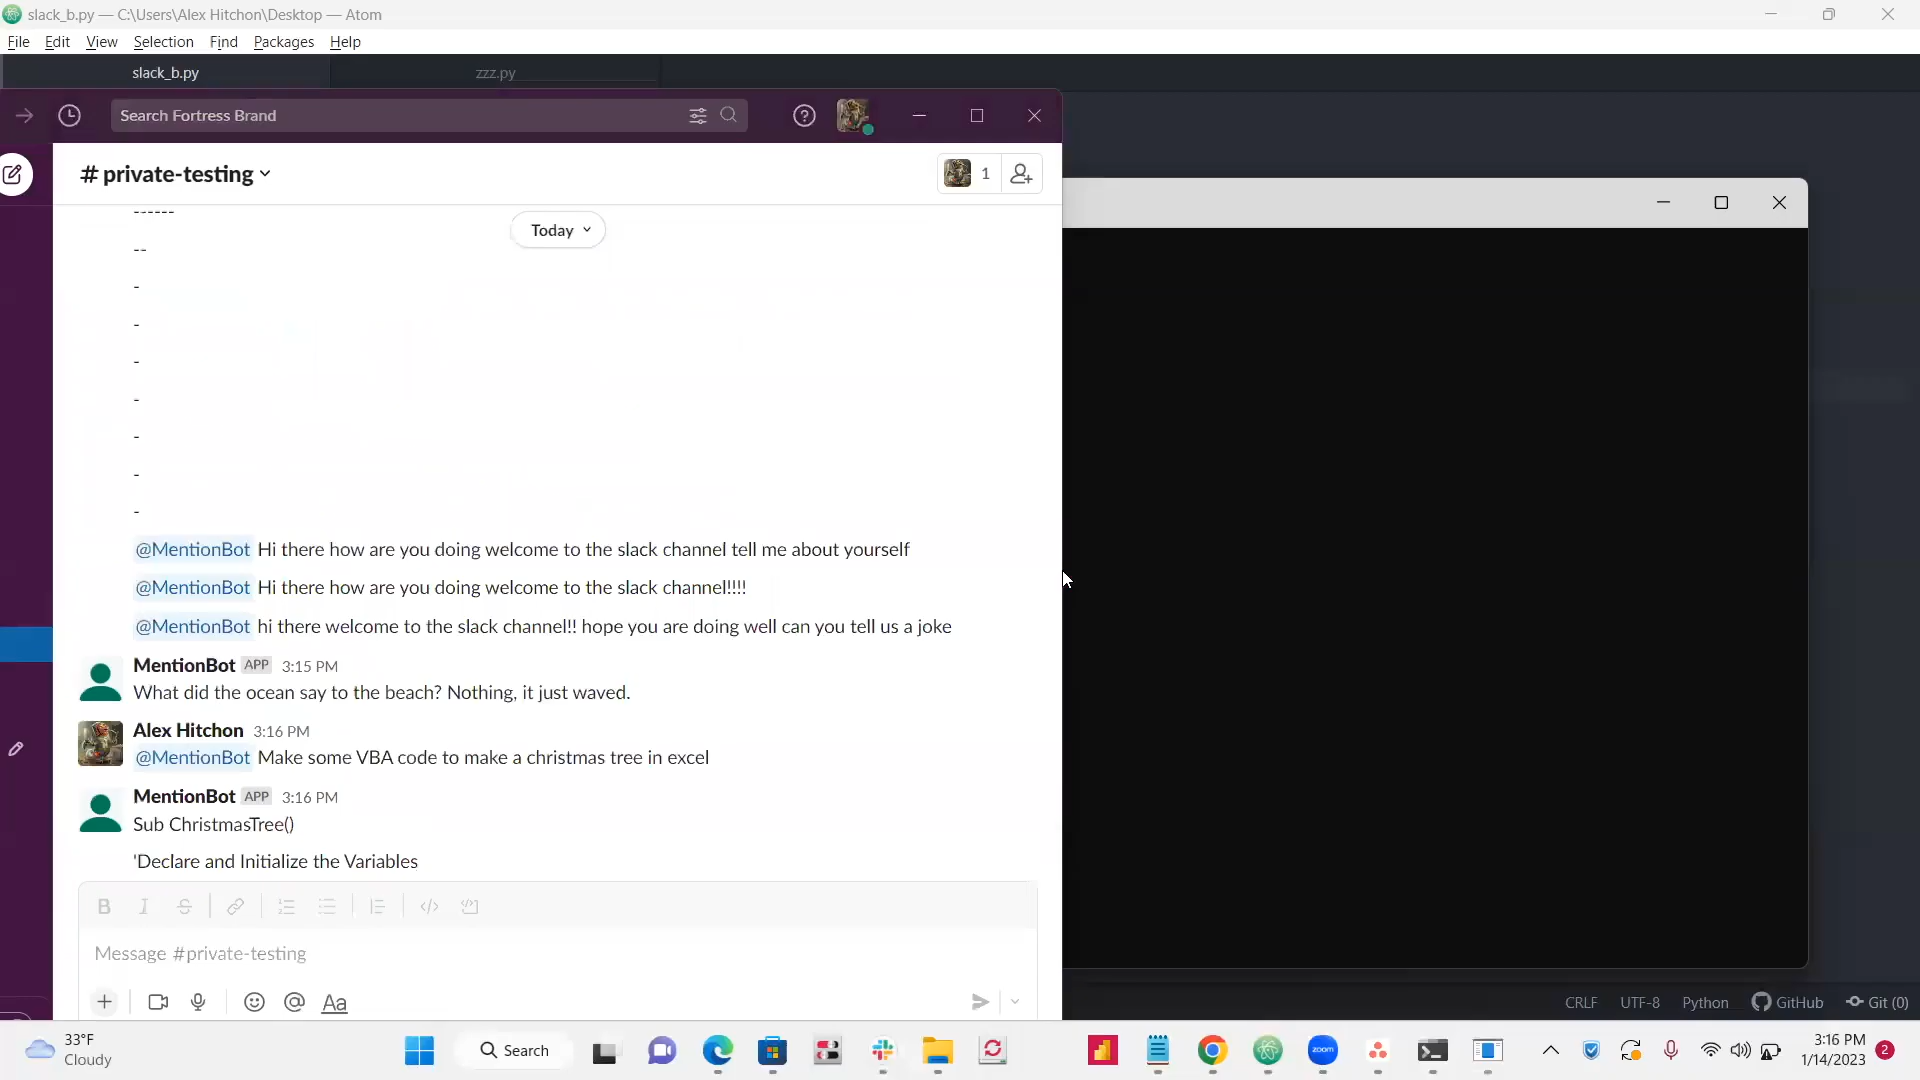 slack_b.py — C:\Users\Alex Hitchon\Desktop — Atom
File Edit View Selection Find Packages Help
slack_b.py zzz.py
Search Fortress Brand
# private-testing
1
------
Today
--
-
-
-
-
-
-
-
@MentionBot Hi there how are you doing welcome to the slack channel tell me about yourself
@MentionBot Hi there how are you doing welcome to the slack channel!!!!
@MentionBot hi there welcome to the slack channel!! hope you are doing well can you tell us a joke
MentionBot APP 3:15 PM
What did the ocean say to the beach? Nothing, it just waved.
Alex Hitchon 3:16 PM
@MentionBot Make some VBA code to make a christmas tree in excel
MentionBot APP 3:16 PM
Sub ChristmasTree()
'Declare and Initialize the Variables
Message #private-testing
Aa
CRLF UTF-8 Python GitHub Git (0)
33°F
Cloudy
Search
zoom
3:16 PM
1/14/2023
2